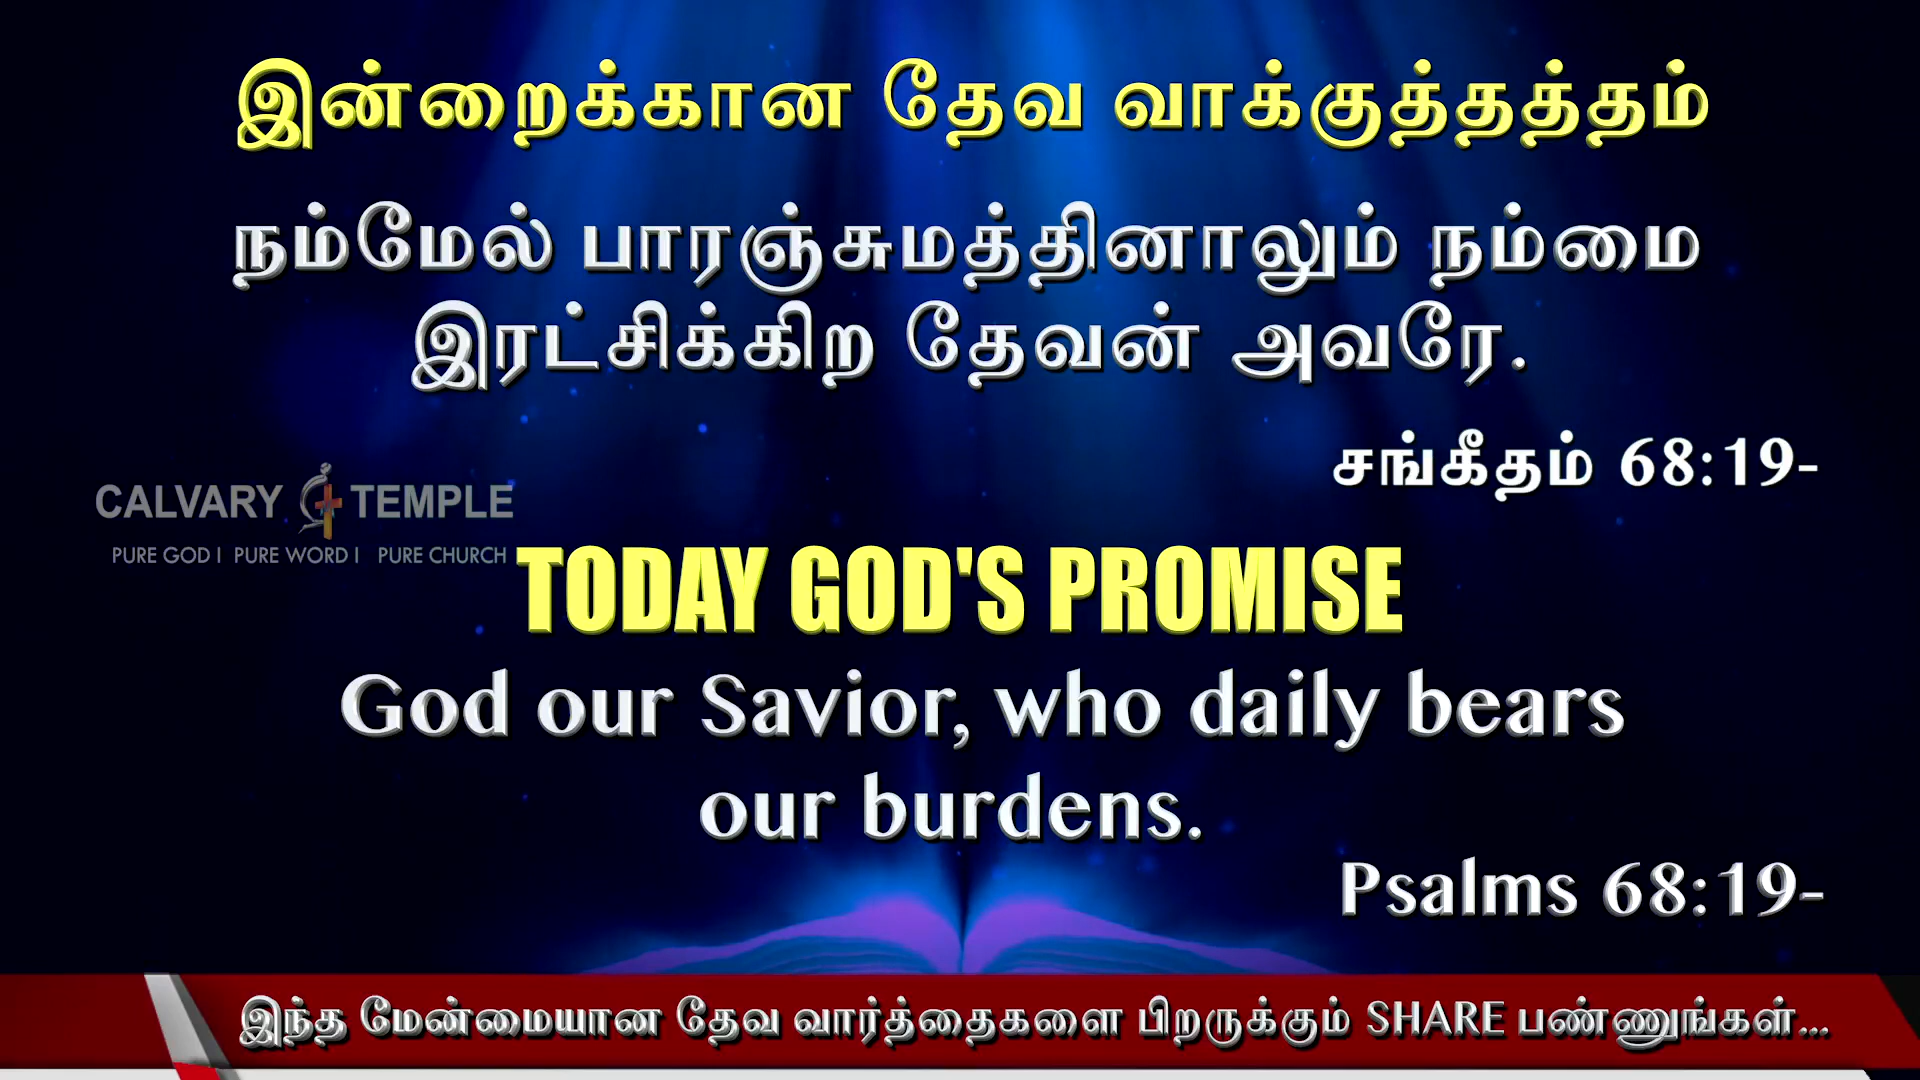 இன்றைக்கான தேவ வாக்குத்தத்தம்
நம்மேல் பாரஞ்சுமத்தினாலும் நம்மை
இரட்சிக்கிற தேவன் அவரே.
சங்கீதம் 68:19-
CALVARY TEMPLE
PURE GOD I PURE WORD I PURE CHURCH
TODAY GOD'S PROMISE
God our Savior, who daily bears
our burdens.
Psalms 68:19-
இந்த மேன்மையான தேவ வார்த்தைகளை பிறருக்கும் SHARE பண்ணுங்கள்...